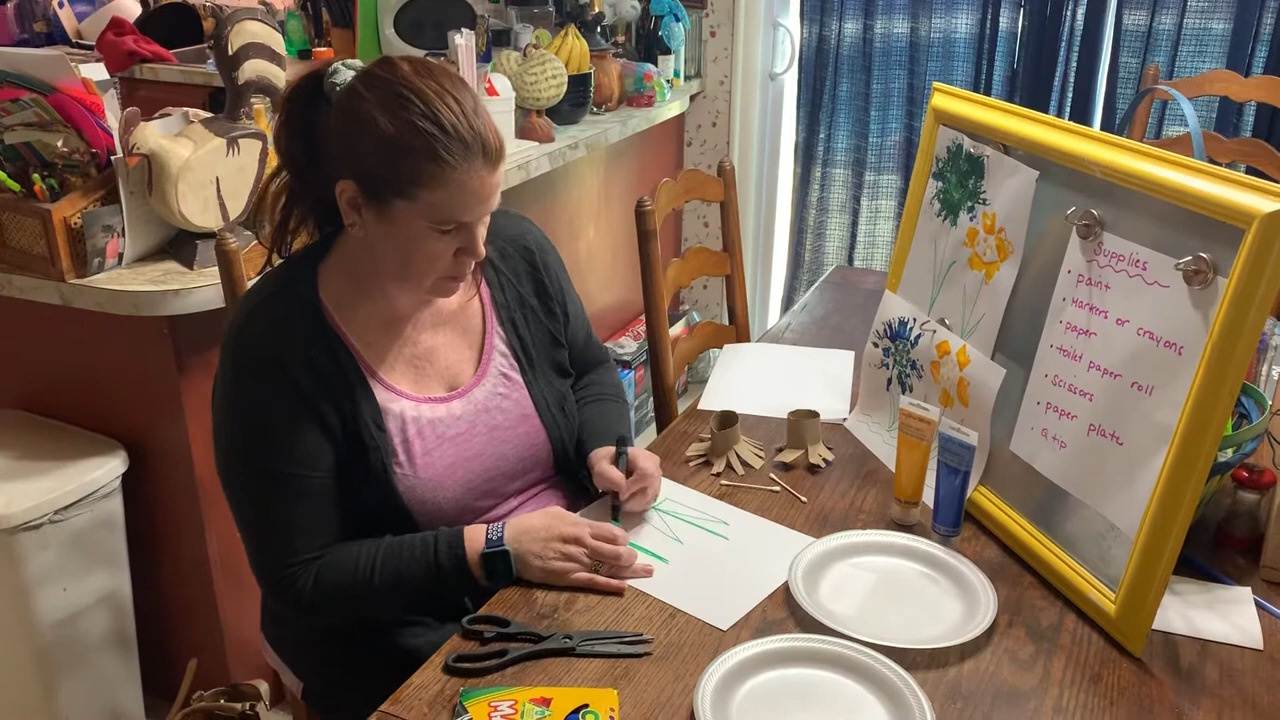 Supplies
• paint
• Markers or crayons
• paper
• toilet paper roll
• scissors
• paper plate
• Q tip